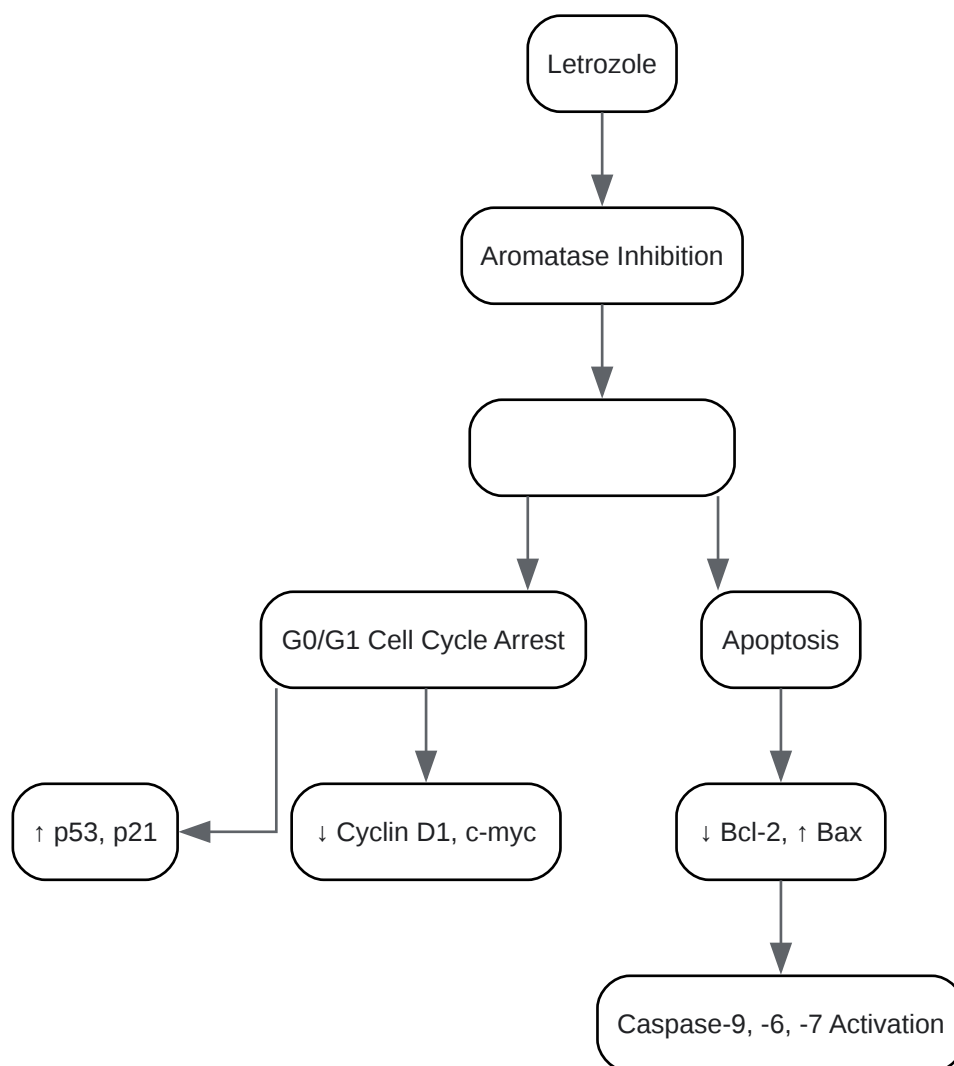 Letrozole
Aromatase Inhibition
G0/G1 Cell Cycle Arrest
Apoptosis
↑ p53, p21
↓ Cyclin D1, c-myc
↓ Bcl-2, ↑ Bax
Caspase-9, -6, -7 Activation